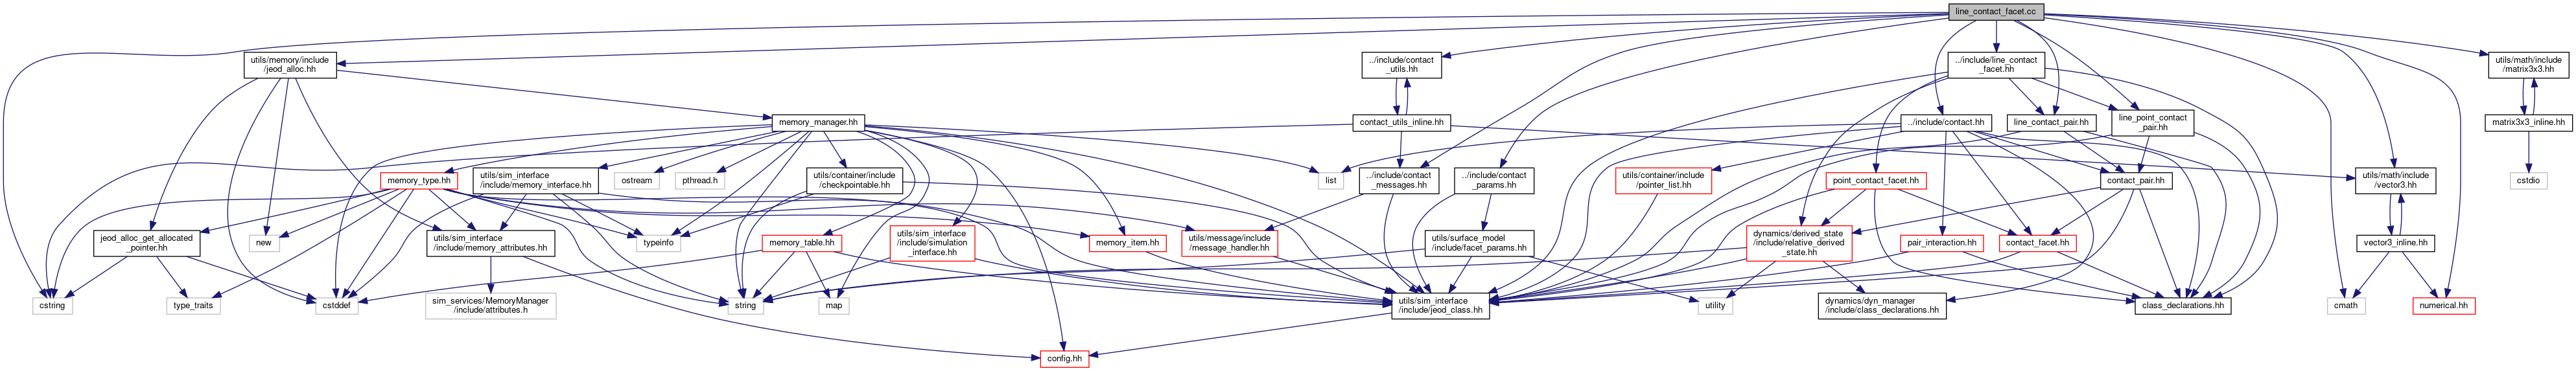 line_contact_facet.cc
utils/memory/include
/jeod_alloc.hh
../include/contact
_utils.hh
../include/line_contact
_facet.hh
utils/math/include
/matrix3x3.hh
memory_manager.hh
contact_utils_inline.hh
../include/contact.hh
line_contact_pair.hh
line_point_contact
_pair.hh
matrix3x3_inline.hh
memory_type.hh
utils/sim_interface
/include/memory_interface.hh
ostream
pthread.h
utils/container/include
/checkpointable.hh
list
../include/contact
_messages.hh
../include/contact
_params.hh
utils/container/include
/pointer_list.hh
point_contact_facet.hh
contact_pair.hh
utils/math/include
/vector3.hh
cstdio
jeod_alloc_get_allocated
_pointer.hh
new
utils/sim_interface
/include/memory_attributes.hh
typeinfo
memory_table.hh
utils/sim_interface
/include/simulation
_interface.hh
memory_item.hh
utils/message/include
/message_handler.hh
utils/surface_model
/include/facet_params.hh
dynamics/derived_state
/include/relative_derived
_state.hh
pair_interaction.hh
contact_facet.hh
vector3_inline.hh
cstring
type_traits
cstddef
sim_services/MemoryManager
/include/attributes.h
string
map
utils/sim_interface
/include/jeod_class.hh
utility
dynamics/dyn_manager
/include/class_declarations.hh
class_declarations.hh
cmath
numerical.hh
config.hh